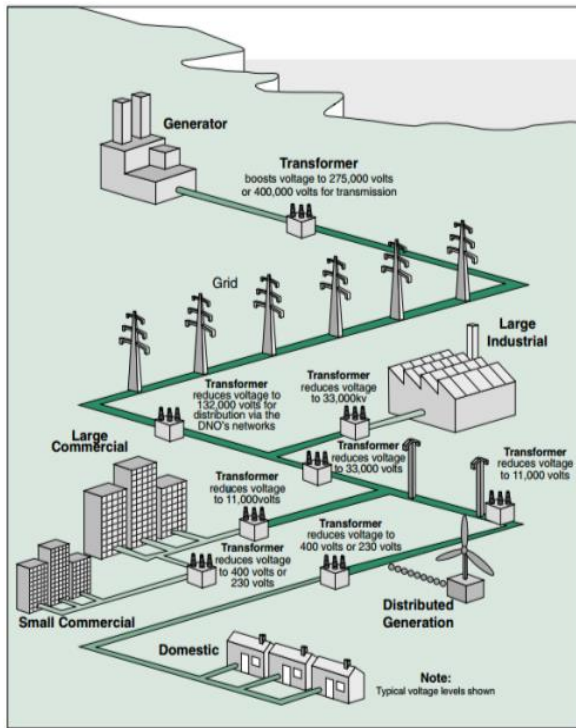 Generator
Transformer
boosts voltage to 275,000 volts
or 400,000 volts for transmission
Grid
Large
Industrial
Transformer
reduces voltage to
132,000 volts for
distribution via the
DNO's networks
Transformer
reduces voltage
to 33,000kv
Large
Commercial
Transformer
reduces voltage
to 33,000 volts
Transformer
reduces voltage
to 11,000 volts
Transformer
reduces voltage
to 11,000volts
Transformer
reduces voltage to
400 volts or 230 volts
Transformer
reduces voltage
to 400 volts or
230 volts
Small Commercial
Distributed
Generation
Domestic
Note:
Typical voltage levels shown